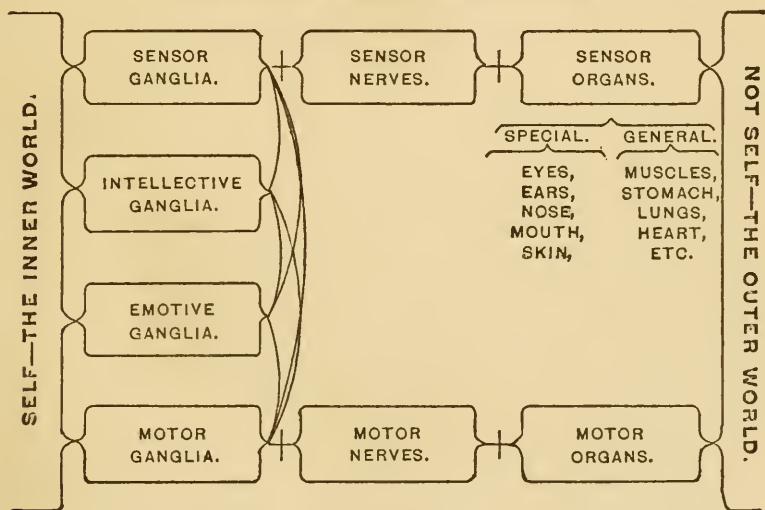 SELF—THE INNER WORLD.
SENSOR
GANGLIA.
SENSOR
NERVES.
SENSOR
ORGANS.
SPECIAL.
EYES,
EARS,
NOSE,
MOUTH,
SKIN,
GENERAL.
MUSCLES,
STOMACH,
LUNGS,
HEART,
ETC.
INTELLECTIVE
GANGLIA.
EMOTIVE
GANGLIA.
MOTOR
GANGLIA.
MOTOR
NERVES.
MOTOR
ORGANS.
NOT SELF—THE OUTER WORLD.